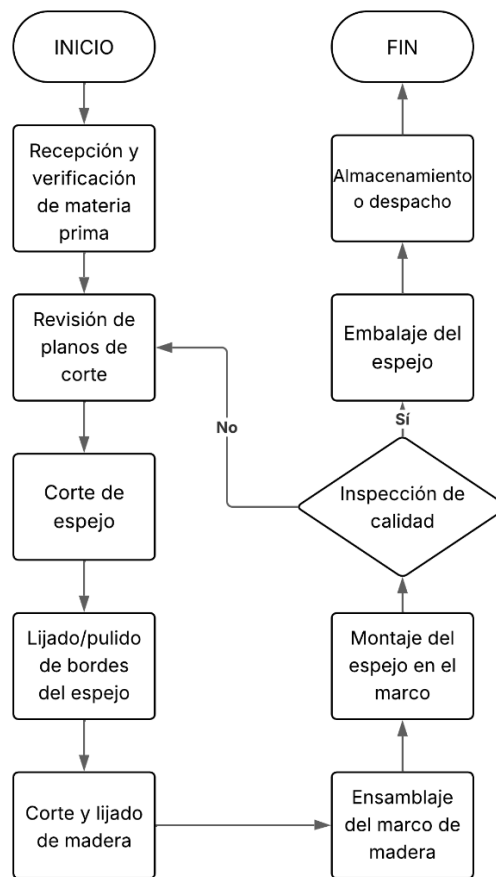 INICIO
Recepción y
verificación
de materia
prima
Revisión de
planos de
corte
Corte de
espejo
Lijado/pulido
de bordes
del espejo
Corte y lijado
de madera
Ensamblaje
del marco de
madera
Montaje del
espejo en el
marco
Inspección de
calidad
No
Sí
Embalaje del
espejo
Almacenamiento
o despacho
FIN